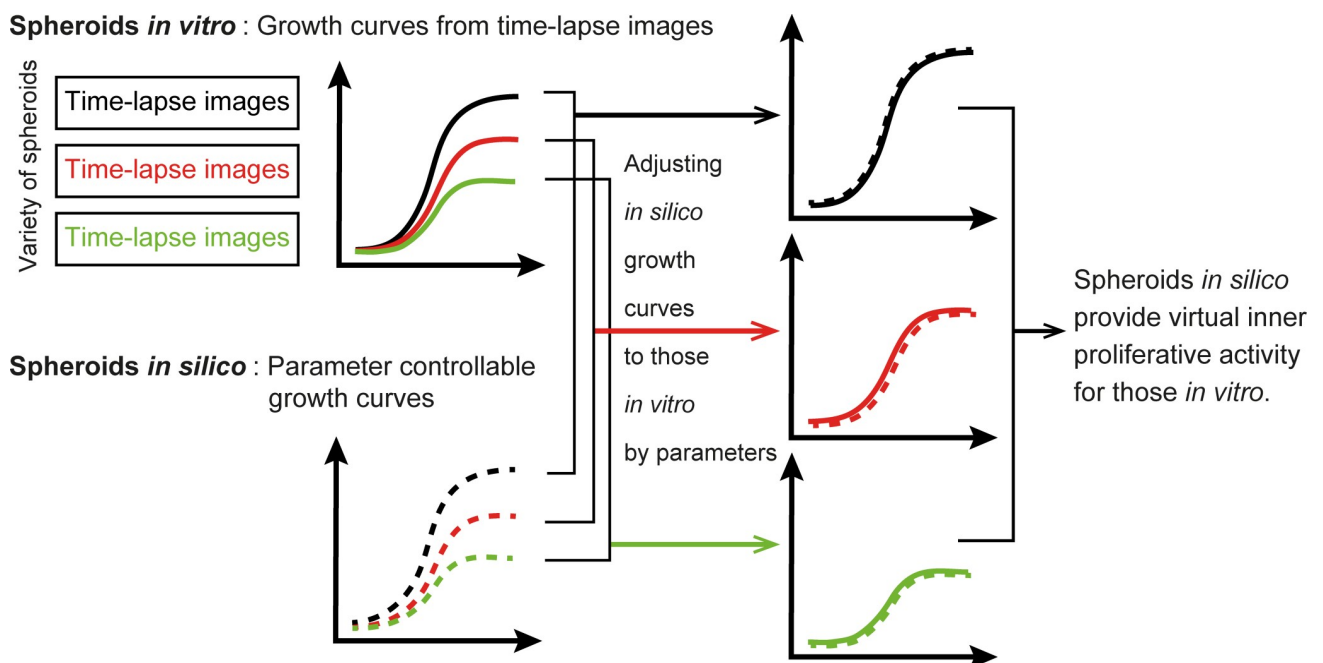 Spheroids in vitro : Growth curves from time-lapse images
Variety of spheroids
Time-lapse images
Time-lapse images
Time-lapse images
Adjusting
in silico
growth
curves
to those
in vitro
by parameters
Spheroids in silico : Parameter controllable
growth curves
Spheroids in silico
provide virtual inner
proliferative activity
for those in vitro.